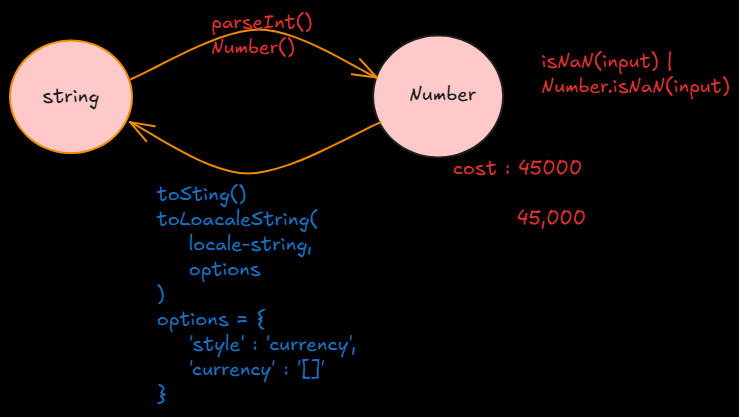 parseInt()
Number()
string
Number
isNaN(input) |
Number.isNaN(input)
cost : 45000
45,000
toSting()
toLoacaleString(
locale-string,
options
)
options = {
'style' : 'currency',
'currency' : '[]'
}